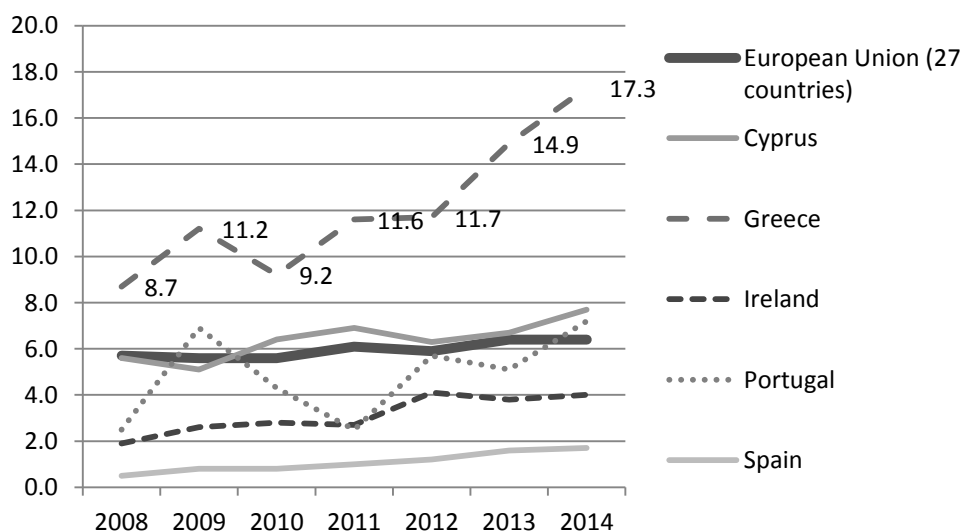 20.0
18.0
16.0
14.0
12.0
10.0
8.0
6.0
4.0
2.0
0.0
8.7
11.2
9.2
11.6
11.7
14.9
17.3
2008 2009 2010 2011 2012 2013 2014
European Union (27
countries)
Cyprus
Greece
Ireland
Portugal
Spain